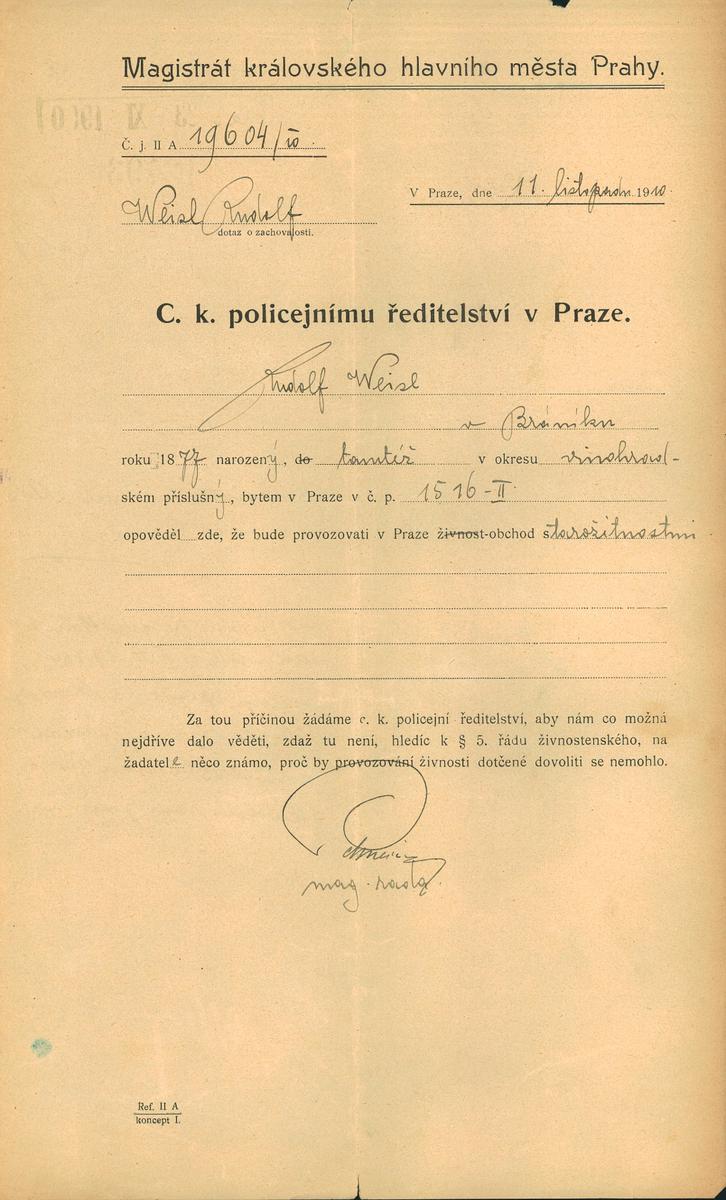 Magistrát královského hlavního města Prahy.
Č. j. II A 19604/10.
V Praze, dne 11. listopadu 1910.
Weisl Rudolf
dotaz o zachovalosti.
C. k. policejnímu ředitelství v Praze.
Rudolf Weisl
v Bráníku
roku 1877 narozený, do tamtéž v okresu vinohrad-
ském příslušný, bytem v Praze v č. p. 1516-II.
opověděl zde, že bude provozovati v Praze živnost-obchod starožitnostmi
Za tou příčinou žádáme c. k. policejní ředitelství, aby nám co možná
nejdříve dalo věděti, zdaž tu není, hledíc k § 5. řádu živnostenského, na
žadatele něco známo, proč by provozování živnosti dotčené dovoliti se nemohlo.
mag. rada.
Ref. II A
koncept I.